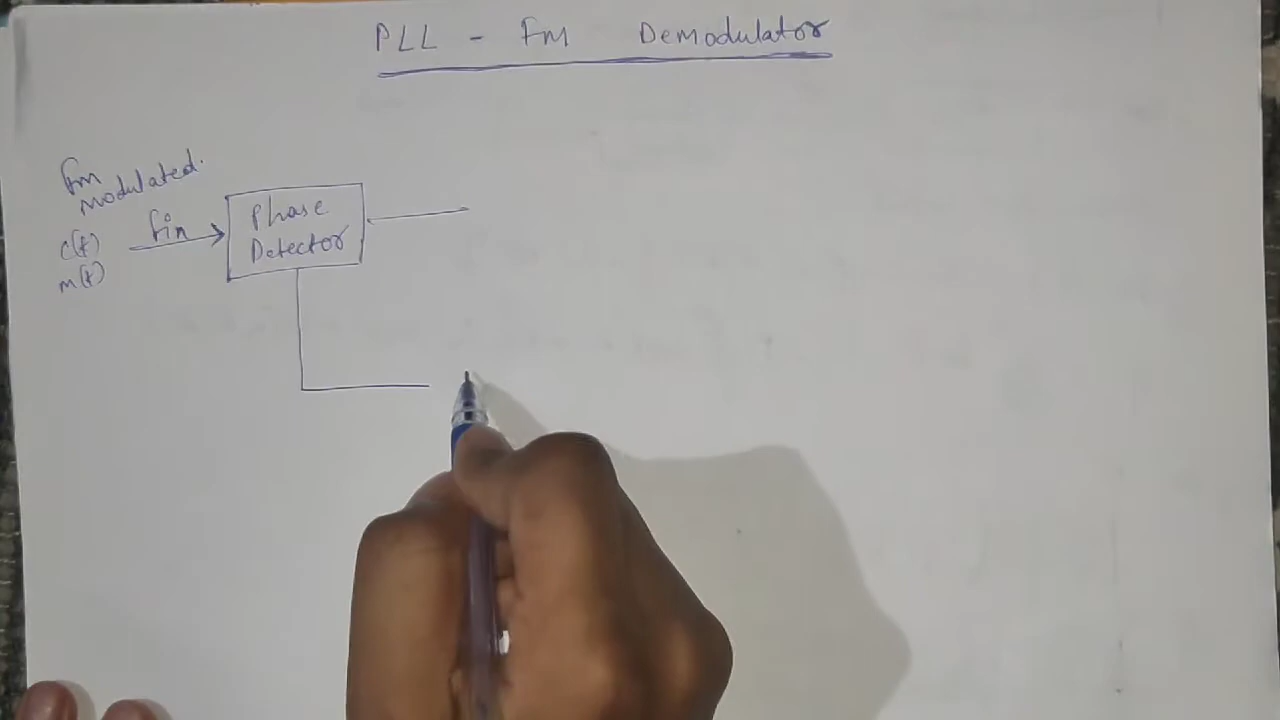 PLL - Fm Demodulator
fm
modulated.
c(t)
m(t)
fin
Phase
Detector